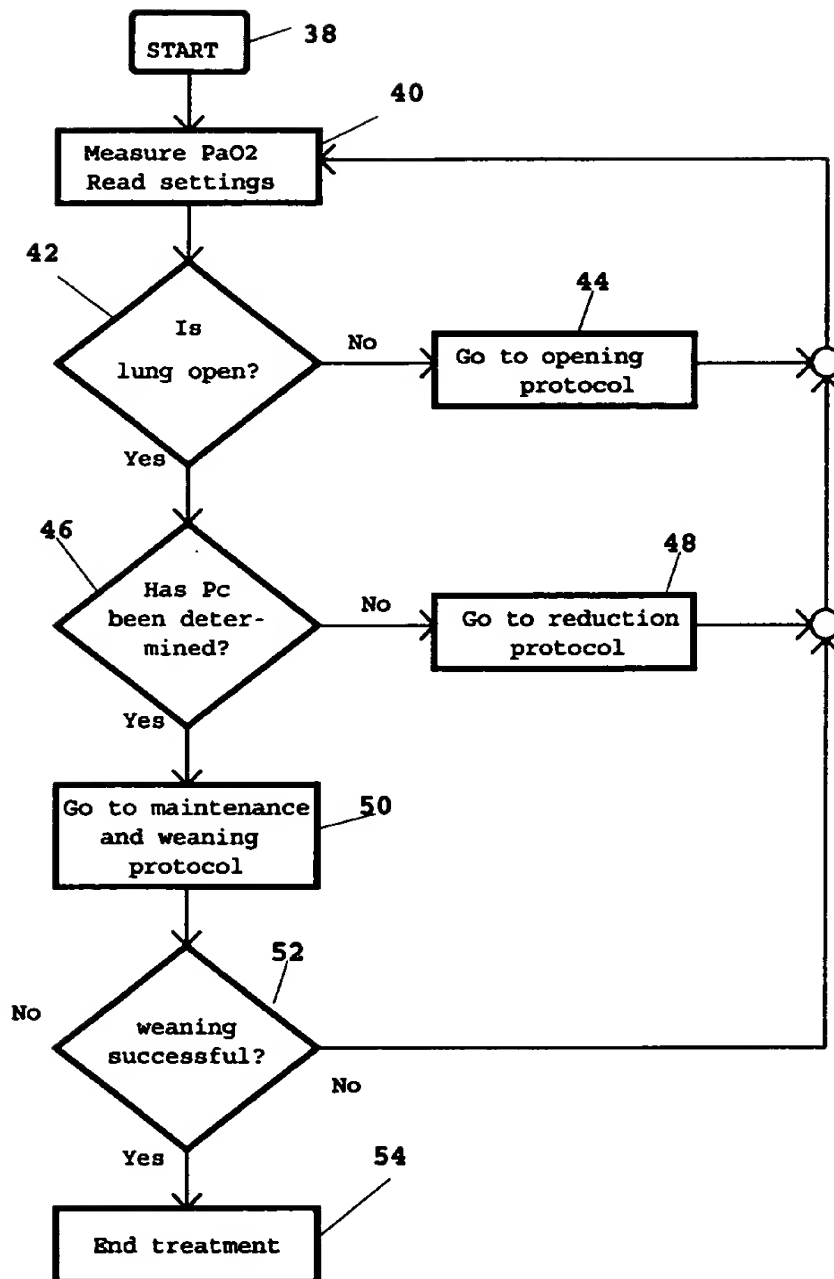 START
38
40
Measure PaO2
Read settings
42
Is
lung open?
No
44
Go to opening
protocol
Yes
46
Has Pc
been deter-
mined?
No
48
Go to reduction
protocol
Yes
Go to maintenance
and weaning
protocol
50
52
No
weaning
successful?
No
Yes
54
End treatment